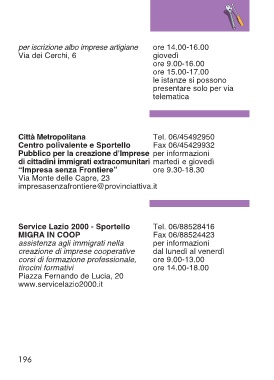 per iscrizione albo imprese artigiane
Via dei Cerchi, 6
ore 14.00-16.00
giovedì
ore 9.00-16.00
ore 15.00-17.00
le istanze si possono
presentare solo per via
telematica
Città Metropolitana
Centro polivalente e Sportello
Pubblico per la creazione d'Imprese
di cittadini immigrati extracomunitari
"Impresa senza Frontiere"
Via Monte delle Capre, 23
impresasenzafrontiere@provinciattiva.it
Tel. 06/45492950
Fax 06/45429932
per informazioni
martedì e giovedì
ore 9.30-18.30
Service Lazio 2000 - Sportello
MIGRA IN COOP
assistenza agli immigrati nella
creazione di imprese cooperative
corsi di formazione professionale,
tirocini formativi
Piazza Fernando de Lucia, 20
www.servicelazio2000.it
Tel. 06/88528416
Fax 06/88524423
per informazioni
dal lunedì al venerdì
ore 9.00-13.00
ore 14.00-18.00
196